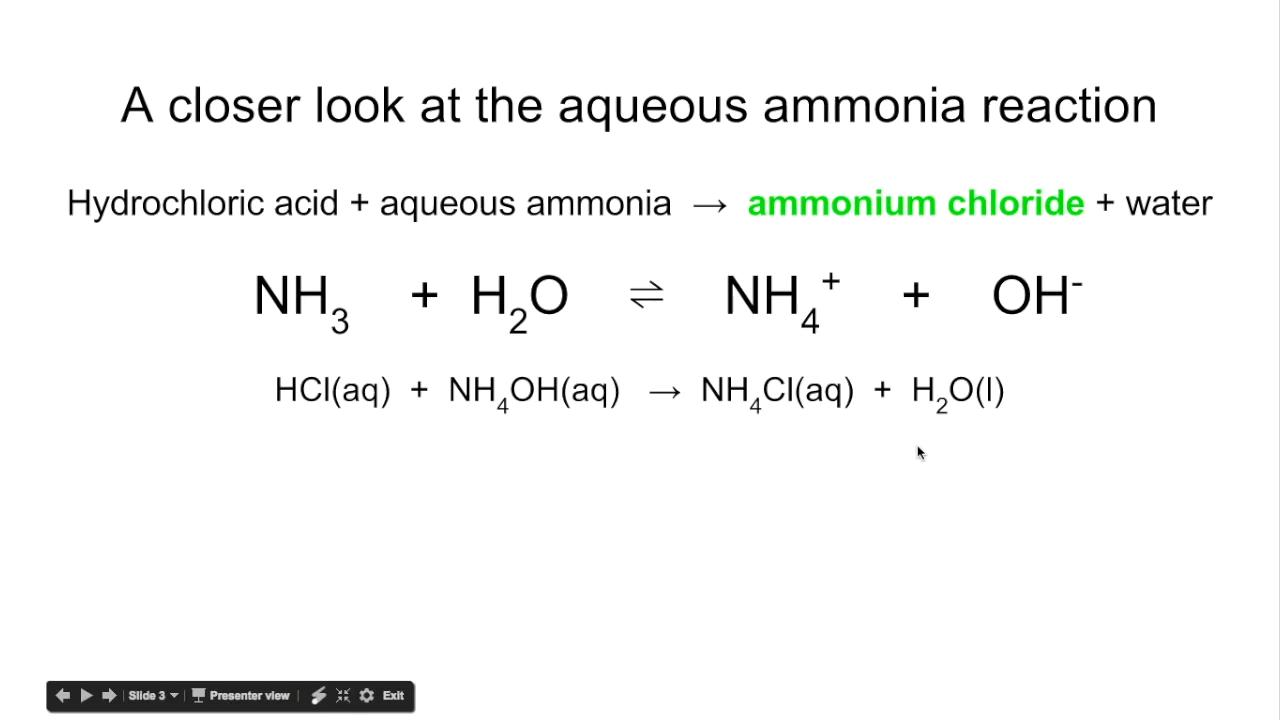 A closer look at the aqueous ammonia reaction
Hydrochloric acid + aqueous ammonia → ammonium chloride + water
NH₃ + H₂O ⇌ NH₄⁺ + OH⁻
HCl(aq) + NH₄OH(aq) → NH₄Cl(aq) + H₂O(l)
Slide 3 Presenter view Exit